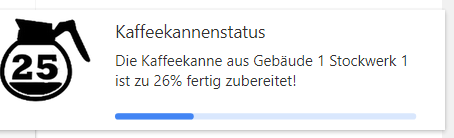 Kaffeekannenstatus
25
Die Kaffeekanne aus Gebäude 1 Stockwerk 1
ist zu 26% fertig zubereitet!